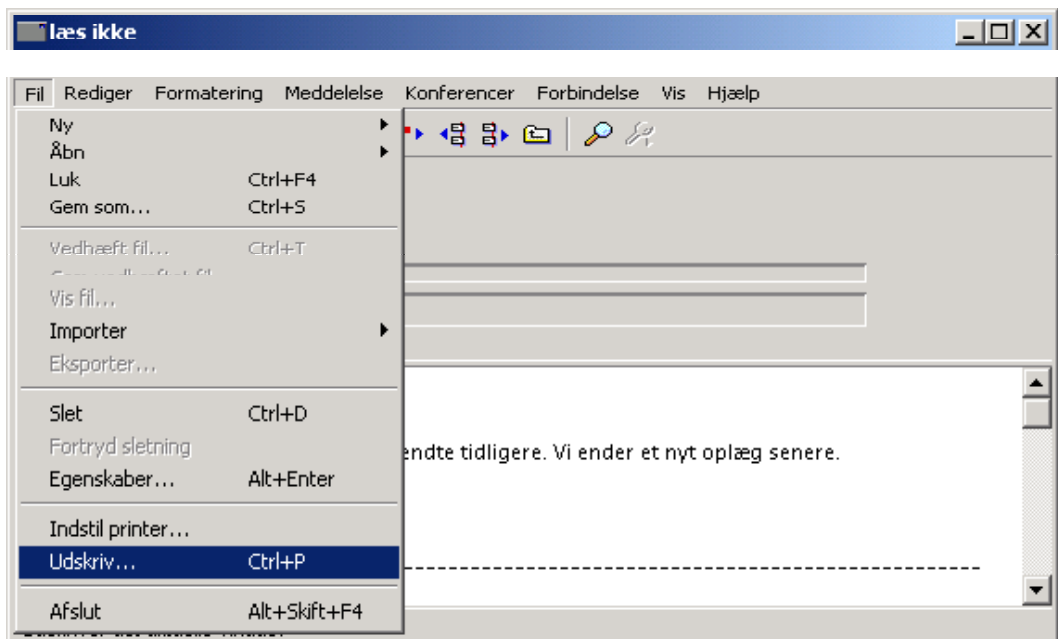 læs ikke
Fil Rediger Formatering Meddelelse Konferencer Forbindelse Vis Hjælp
Ny
Åbn
Luk Ctrl+F4
Gem som... Ctrl+S
Vedhæft fil... Ctrl+T
Vis fil...
Importer
Eksporter...
Slet Ctrl+D
Fortryd sletning
endte tidligere. Vi ender et nyt oplæg senere.
Egenskaber... Alt+Enter
Indstil printer...
Udskriv... Ctrl+P
Afslut Alt+Skift+F4